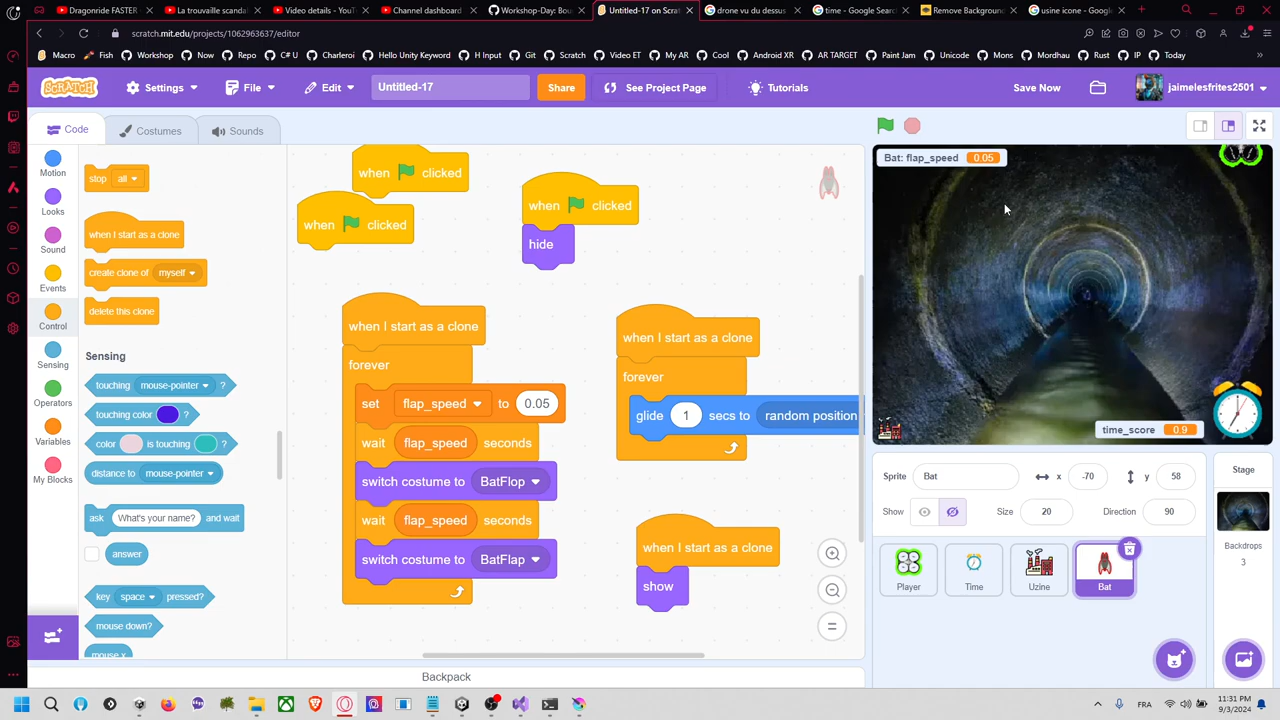 Dragonride FASTER
La trouvaille scandal
Video details - YouT
Channel dashboard
Workshop-Day: Bou
Untitled-17 on Scrat
drone vu du dessus
time - Google Searc
Remove Background
usine icone - Google
scratch.mit.edu/projects/1062963637/editor
Macro
Fish
Workshop
Now
Repo
C# U
Charleroi
Hello Unity Keyword
H Input
Git
Scratch
Video ET
My AR
Cool
Android XR
AR TARGET
Paint Jam
Unicode
Mons
Mordhau
Rust
IP
Today
SCRATCH
Settings
File
Edit
Untitled-17
Share
See Project Page
Tutorials
Save Now
jaimelesfrites2501
Code
Costumes
Sounds
Motion
Looks
Sound
Events
Control
Sensing
Operators
Variables
My Blocks
stop all
when I start as a clone
create clone of myself
delete this clone
Sensing
touching mouse-pointer ?
touching color ?
color is touching ?
distance to mouse-pointer
ask What's your name? and wait
answer
key space pressed?
mouse down?
mouse x
when clicked
when clicked
when clicked
hide
when I start as a clone
forever
set flap_speed to 0.05
wait flap_speed seconds
switch costume to BatFlop
wait flap_speed seconds
switch costume to BatFlap
when I start as a clone
forever
glide 1 secs to random position
when I start as a clone
show
Backpack
Bat: flap_speed 0.05
time_score 0.9
Sprite
Bat
x -70
y 58
Show
Size 20
Direction 90
Player
Time
Uzine
Bat
Stage
Backdrops
3
FRA
11:31 PM
9/3/2024